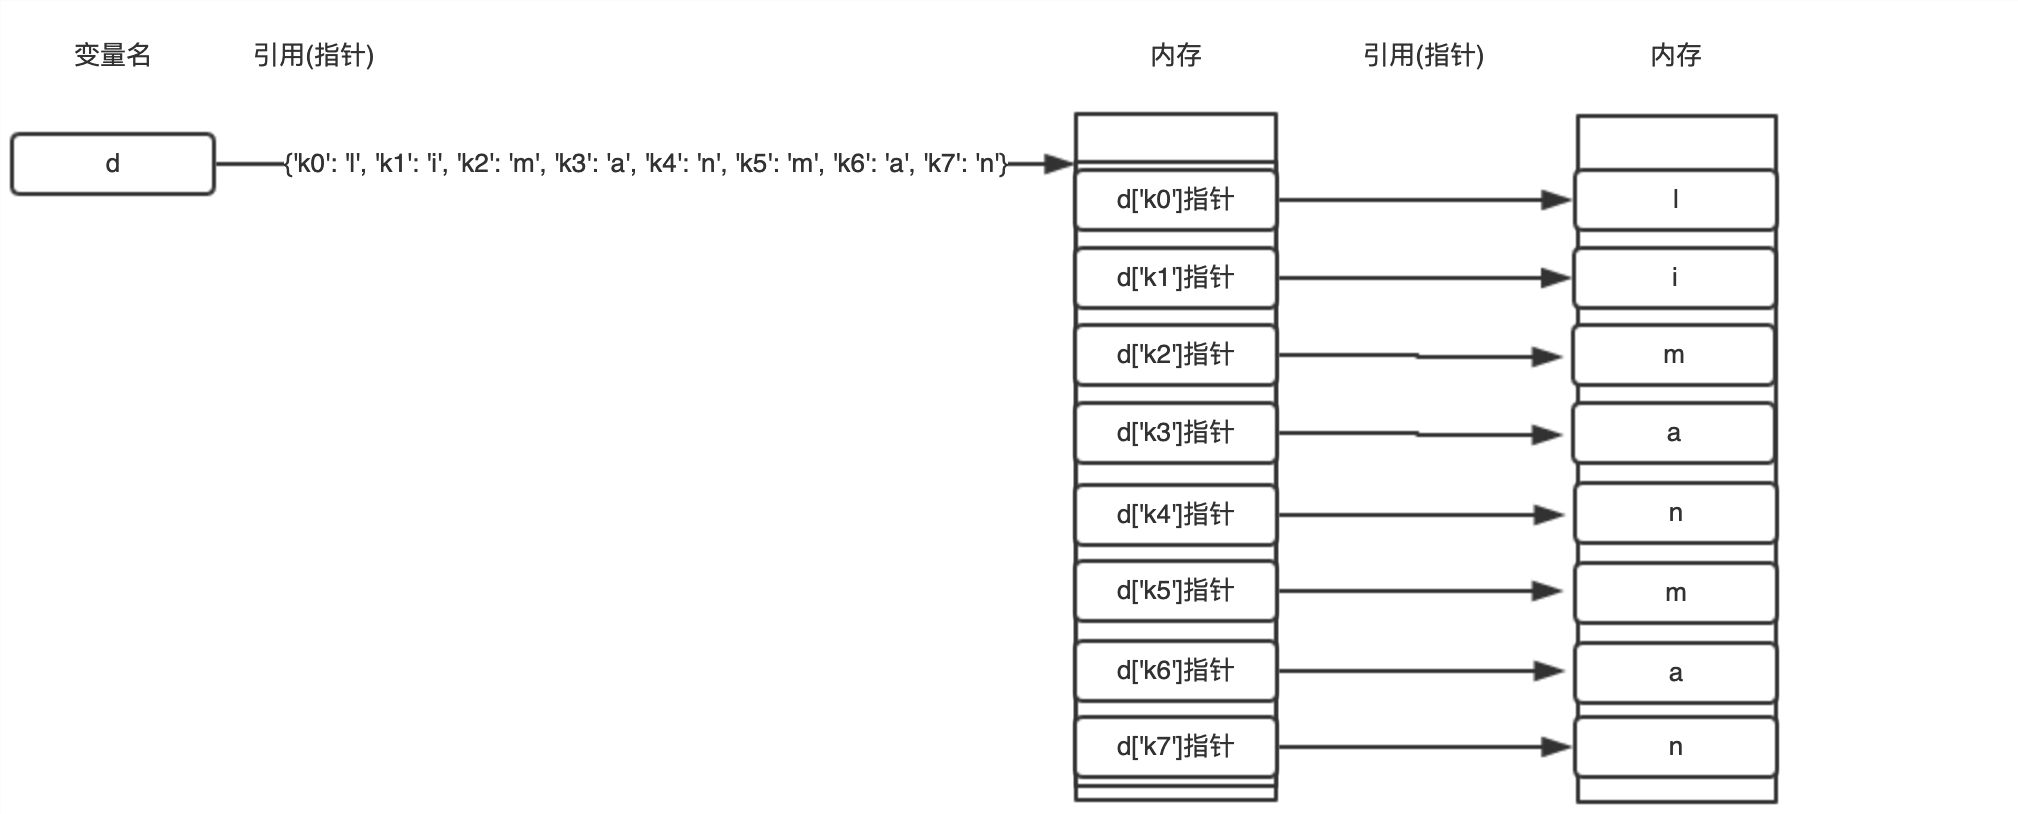 变量名 引用(指针) 内存 引用(指针) 内存
d {'k0': 'l', 'k1': 'i', 'k2': 'm', 'k3': 'a', 'k4': 'n', 'k5': 'm', 'k6': 'a', 'k7': 'n'}
d['k0']指针 l
d['k1']指针 i
d['k2']指针 m
d['k3']指针 a
d['k4']指针 n
d['k5']指针 m
d['k6']指针 a
d['k7']指针 n